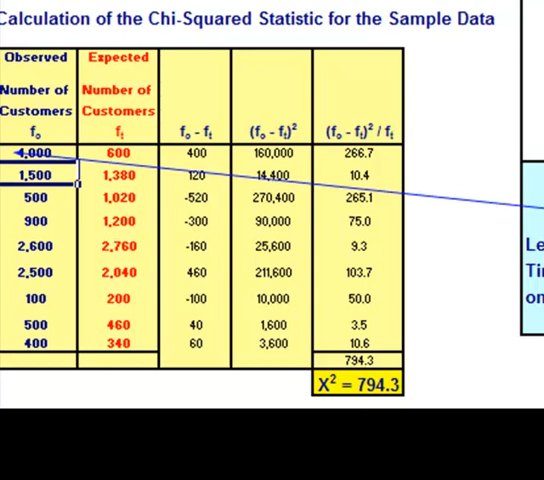 Calculation of the Chi-Squared Statistic for the Sample Data
Observed Expected
Number of Number of
Customers Customers
fₒ fₜ fₒ - fₜ (fₒ - fₜ)² (fₒ - fₜ)² / fₜ
600 400 160,000 266.7
1,500 1,380 120 14,400 10.4
500 1,020 -520 270,400 265.1
900 1,200 -300 90,000 75.0
2,600 2,760 -160 25,600 9.3
2,500 2,040 460 211,600 103.7
100 200 -100 10,000 50.0
500 460 40 1,600 3.5
400 340 60 3,600 10.6
794.3
X² = 794.3